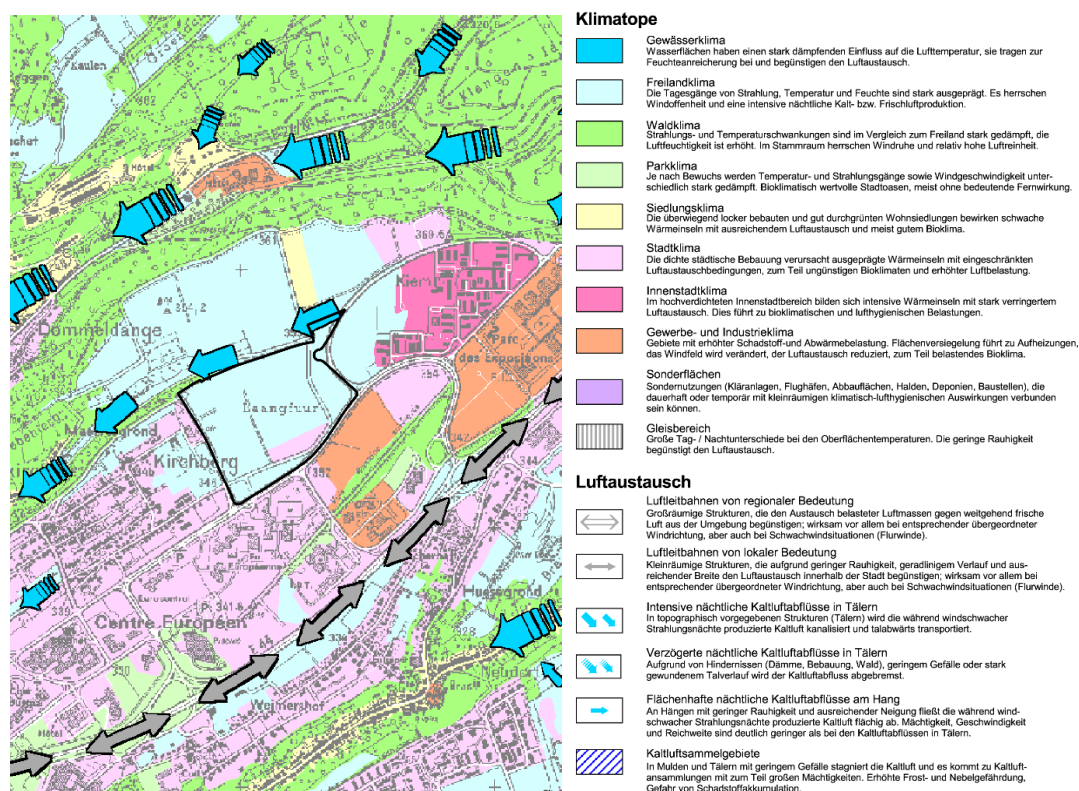 Kaulen
Hotel
Dommeldange
Kiem
Parc
des Expositions
Kirchberg
Eurocontrol
Centre Européen
Weimershof
361
354
342
352
344
346
341.6
350
339
328
Klimatope
Gewässerklima
Wasserflächen haben einen stark dämpfenden Einfluss auf die Lufttemperatur, sie tragen zur
Feuchteanreicherung bei und begünstigen den Luftaustausch.
Freilandklima
Die Tagesgänge von Strahlung, Temperatur und Feuchte sind stark ausgeprägt. Es herrschen
Windoffenheit und eine intensive nächtliche Kalt- bzw. Frischluftproduktion.
Waldklima
Strahlungs- und Temperaturschwankungen sind im Vergleich zum Freiland stark gedämpft, die
Luftfeuchtigkeit ist erhöht. Im Stammraum herrschen Windruhe und relativ hohe Luftreinheit.
Parkklima
Je nach Bewuchs werden Temperatur- und Strahlungsgänge sowie Windgeschwindigkeit unter-
schiedlich stark gedämpft. Bioklimatisch wertvolle Stadtoasen, meist ohne bedeutende Fernwirkung.
Siedlungsklima
Die überwiegend locker bebauten und gut durchgrünten Wohnsiedlungen bewirken schwache
Wärmeinseln mit ausreichendem Luftaustausch und meist gutem Bioklima.
Stadtklima
Die dichte städtische Bebauung verursacht ausgeprägte Wärmeinseln mit eingeschränkten
Luftaustauschbedingungen, zum Teil ungünstigen Bioklimaten und erhöhter Luftbelastung.
Innenstadtklima
Im hochverdichteten Innenstadtbereich bilden sich intensive Wärmeinseln mit stark verringertem
Luftaustausch. Dies führt zu bioklimatischen und lufthygienischen Belastungen.
Gewerbe- und Industrieklima
Gebiete mit erhöhter Schadstoff-und Abwärmebelastung. Flächenversiegelung führt zu Aufheizungen,
das Windfeld wird verändert, der Luftaustausch reduziert, zum Teil belastendes Bioklima.
Sonderflächen
Sondernutzungen (Kläranlagen, Flughäfen, Abbauflächen, Halden, Deponien, Baustellen), die
dauerhaft oder temporär mit kleinräumigen klimatisch-lufthygienischen Auswirkungen verbunden
sein können.
Gleisbereich
Große Tag- / Nachtunterschiede bei den Oberflächentemperaturen. Die geringe Rauhigkeit
begünstigt den Luftaustausch.
Luftaustausch
Luftleitbahnen von regionaler Bedeutung
Großräumige Strukturen, die den Austausch belasteter Luftmassen gegen weitgehend frische
Luft aus der Umgebung begünstigen; wirksam vor allem bei entsprechender übergeordneter
Windrichtung, aber auch bei Schwachwindsituationen (Flurwinde).
Luftleitbahnen von lokaler Bedeutung
Kleinräumige Strukturen, die aufgrund geringer Rauhigkeit, geradlinigem Verlauf und aus-
reichender Breite den Luftaustausch innerhalb der Stadt begünstigen; wirksam vor allem bei
entsprechender übergeordneter Windrichtung, aber auch bei Schwachwindsituationen (Flurwinde).
Intensive nächtliche Kaltluftabflüsse in Tälern
In topographisch vorgegebenen Strukturen (Tälern) wird die während windschwacher
Strahlungsnächte produzierte Kaltluft kanalisiert und talabwärts transportiert.
Verzögerte nächtliche Kaltluftabflüsse in Tälern
Aufgrund von Hindernissen (Dämme, Bebauung, Wald), geringem Gefälle oder stark
gewundenem Talverlauf wird der Kaltluftabfluss abgebremst.
Flächenhafte nächtliche Kaltluftabflüsse am Hang
An Hängen mit geringer Rauhigkeit und ausreichender Neigung fließt die während wind-
schwacher Strahlungsnächte produzierte Kaltluft flächig ab. Mächtigkeit, Geschwindigkeit
und Reichweite sind deutlich geringer als bei den Kaltluftabflüssen in Tälern.
Kaltluftsammelgebiete
In Mulden und Tälern mit geringem Gefälle stagniert die Kaltluft und es kommt zu Kaltluft-
ansammlungen mit zum Teil großen Mächtigkeiten. Erhöhte Frost- und Nebelgefährdung,
Gefahr von Schadstoffakkumulation.